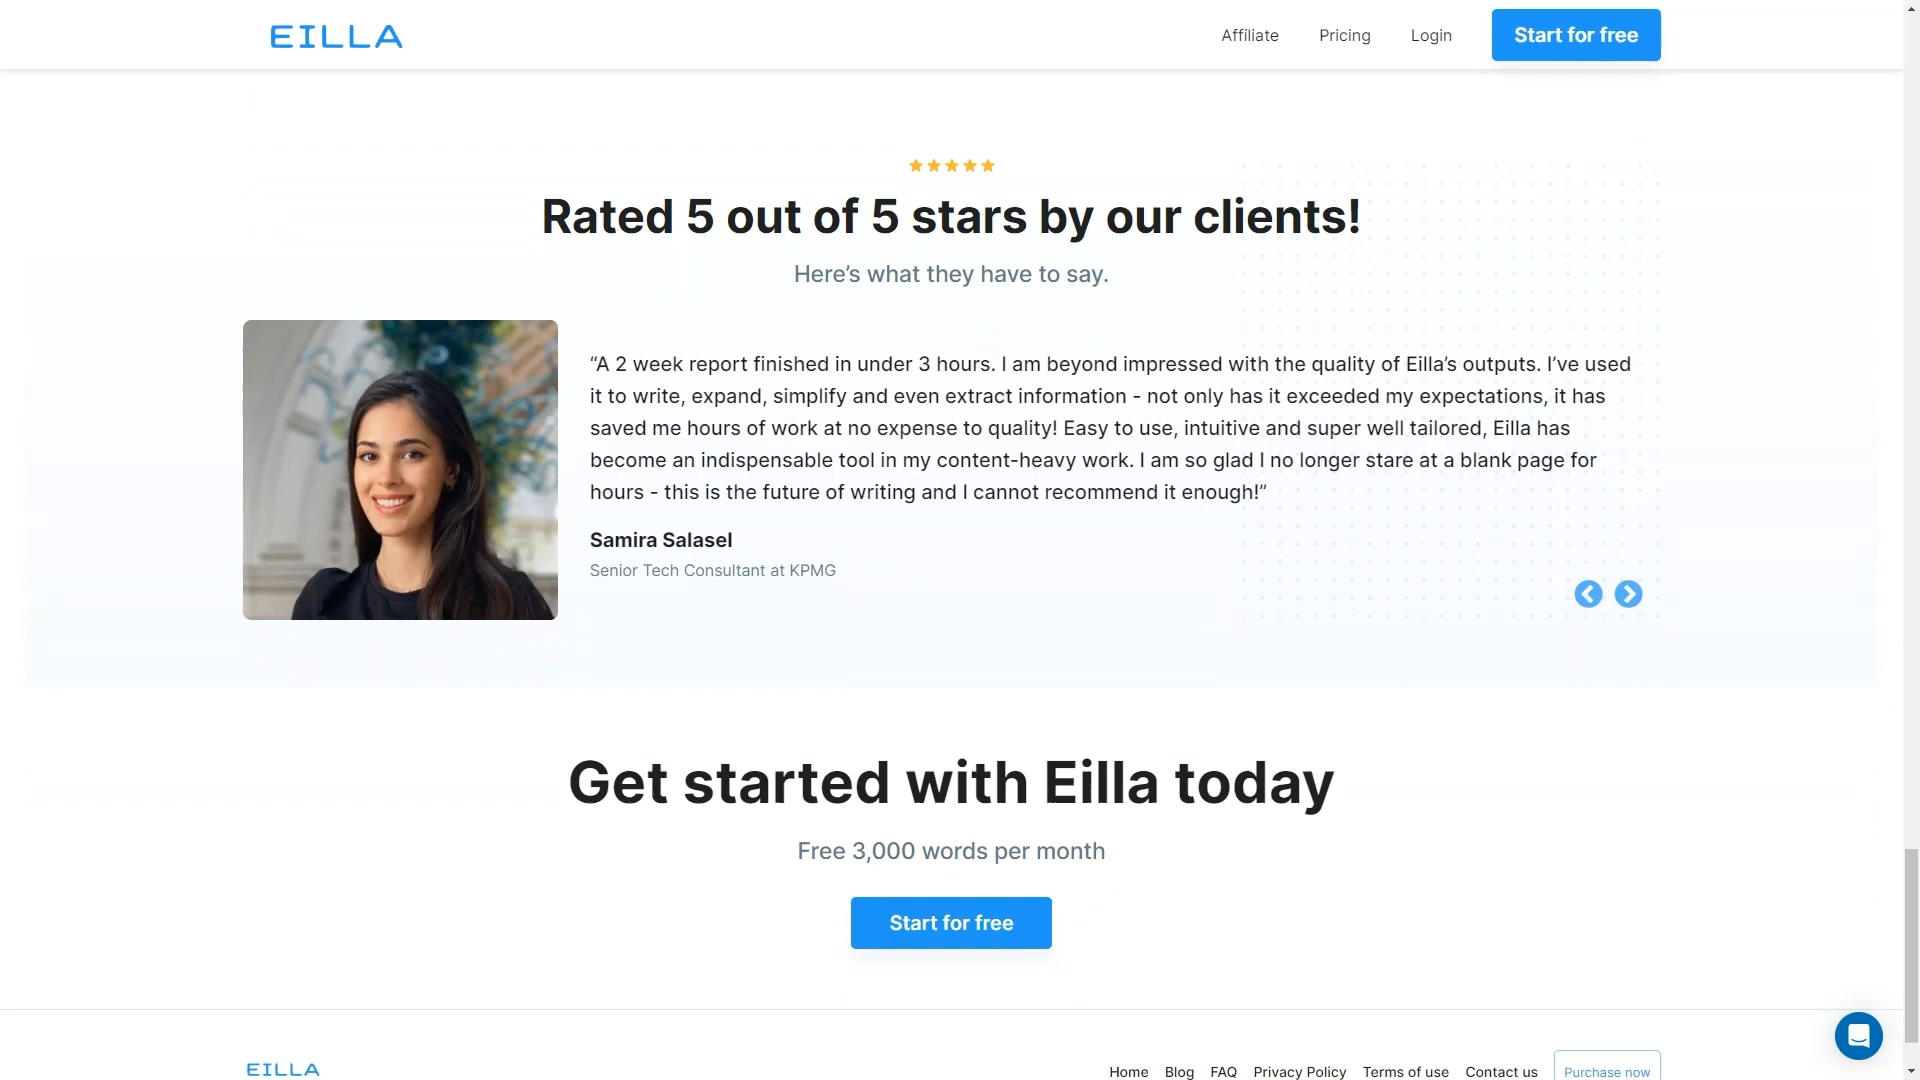 EILLA
Affiliate
Pricing
Login
Start for free
Rated 5 out of 5 stars by our clients!
Here’s what they have to say.
“A 2 week report finished in under 3 hours. I am beyond impressed with the quality of Eilla’s outputs. I’ve used
it to write, expand, simplify and even extract information - not only has it exceeded my expectations, it has
saved me hours of work at no expense to quality! Easy to use, intuitive and super well tailored, Eilla has
become an indispensable tool in my content-heavy work. I am so glad I no longer stare at a blank page for
hours - this is the future of writing and I cannot recommend it enough!”
Samira Salasel
Senior Tech Consultant at KPMG
Get started with Eilla today
Free 3,000 words per month
Start for free
EILLA
Home
Blog
FAQ
Privacy Policy
Terms of use
Contact us
Purchase now